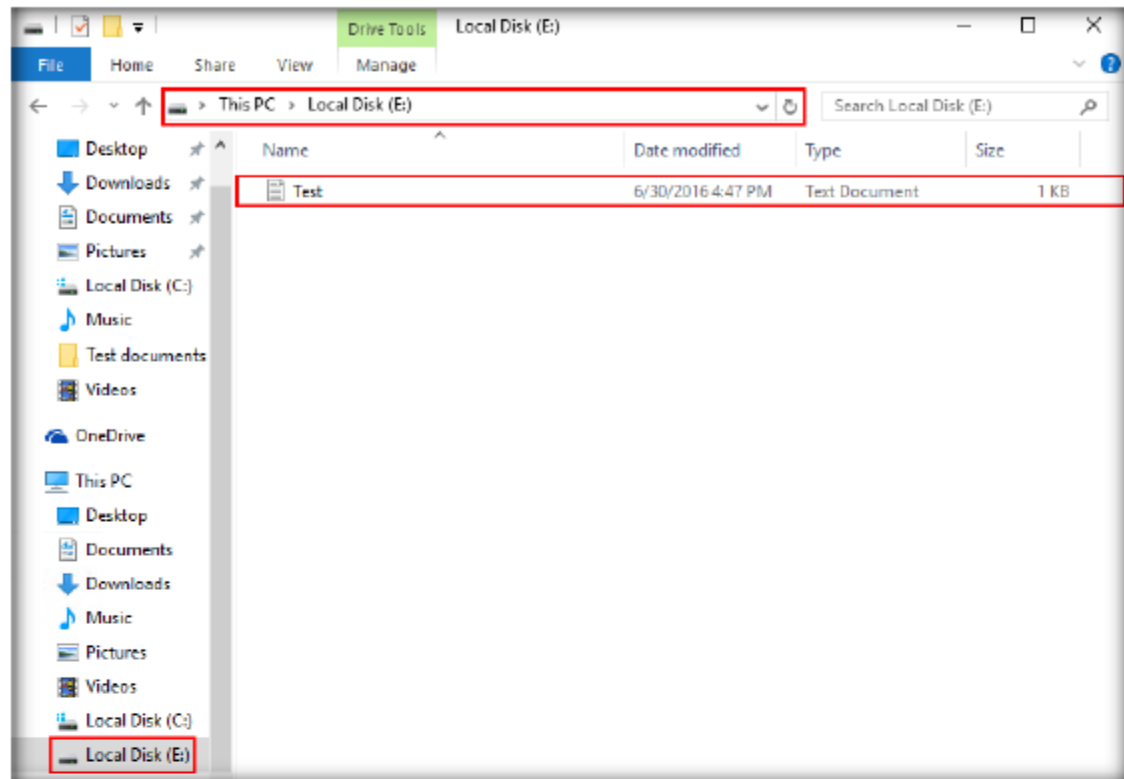 Drive Tools Local Disk (E:)
File Home Share View Manage
This PC > Local Disk (E:)
Search Local Disk (E:)
Name Date modified Type Size
Test 6/30/2016 4:47 PM Text Document 1 KB
Desktop
Downloads
Documents
Pictures
Local Disk (C:)
Music
Test documents
Videos
OneDrive
This PC
Desktop
Documents
Downloads
Music
Pictures
Videos
Local Disk (C:)
Local Disk (E:)